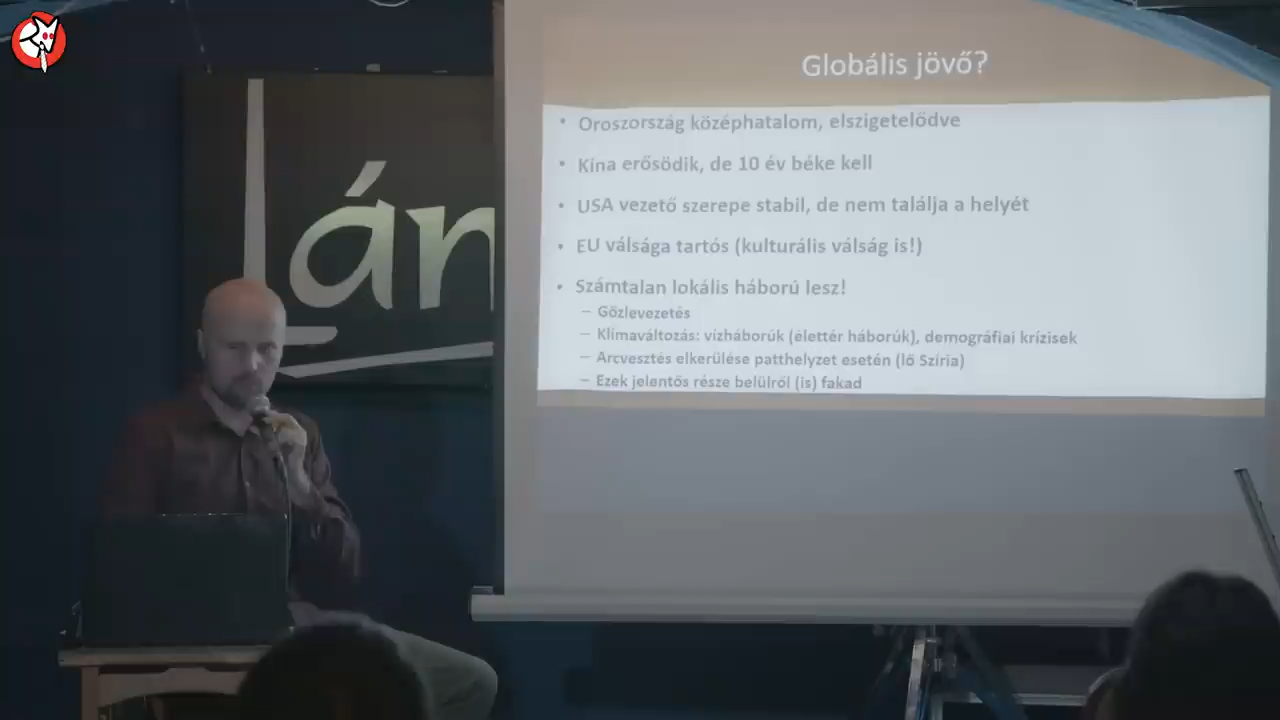 Globális jövő?
• Oroszország középhatalom, elszigetelődve
• Kína erősödik, de 10 év béke kell
• USA vezető szerepe stabil, de nem találja a helyét
• EU válsága tartós (kulturális válság is!)
• Számtalan lokális háború lesz!
– Gőzlevezetés
– Klímaváltozás: vízháborúk (élettér háborúk), demográfiai krízisek
– Arcvesztés elkerülése patthelyzet esetén (lő Szíria)
– Ezek jelentős része belülről (is) fakad